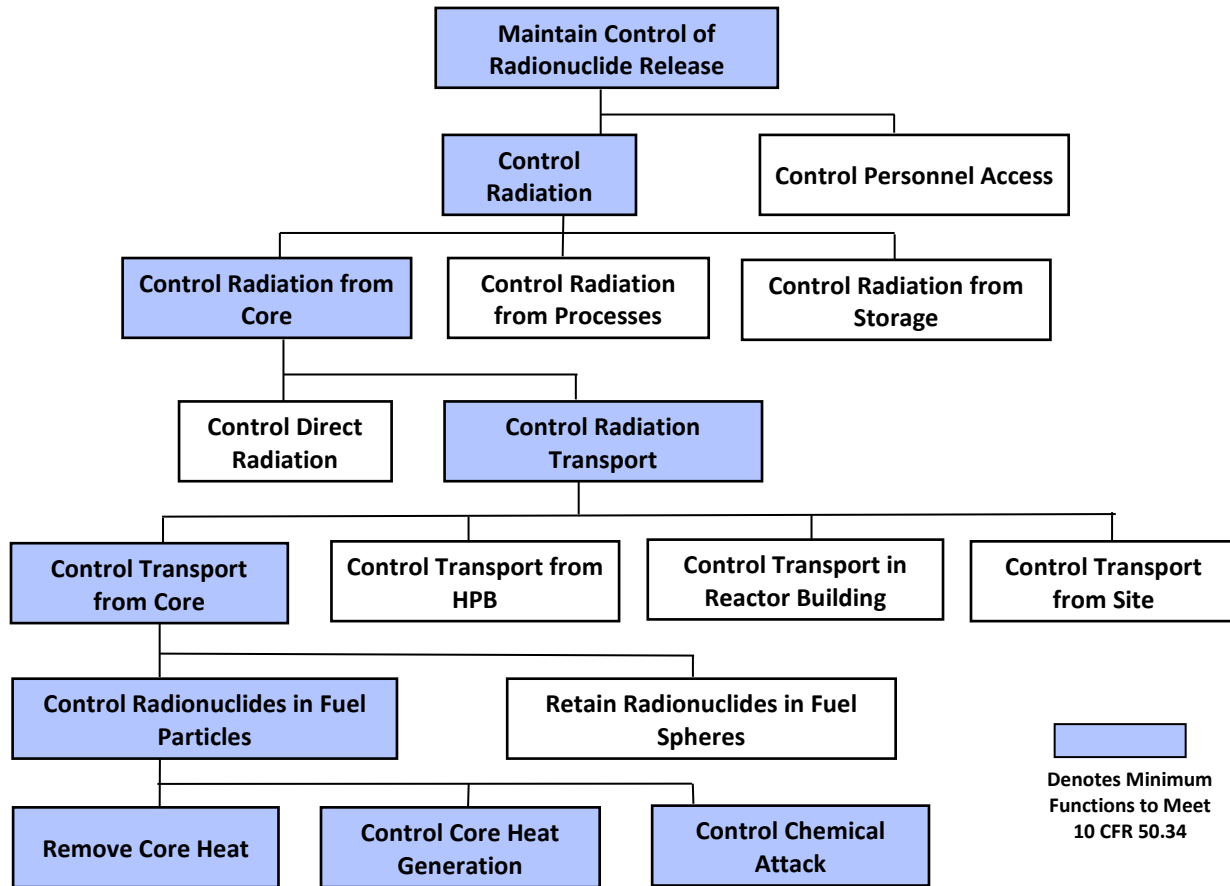 Maintain Control of
Radionuclide Release
Control
Radiation
Control Personnel Access
Control Radiation from
Core
Control Radiation
from Processes
Control Radiation from
Storage
Control Direct
Radiation
Control Radiation
Transport
Control Transport
from Core
Control Transport from
HPB
Control Transport in
Reactor Building
Control Transport
from Site
Control Radionuclides in Fuel
Particles
Retain Radionuclides in Fuel
Spheres
Remove Core Heat
Control Core Heat
Generation
Control Chemical
Attack
Denotes Minimum
Functions to Meet
10 CFR 50.34